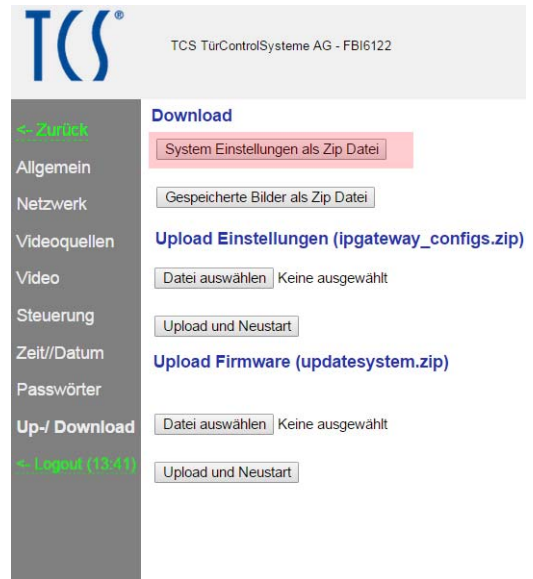 TCS®
TCS TürControlSysteme AG - FBI6122
<- Zurück
Allgemein
Netzwerk
Videoquellen
Video
Steuerung
Zeit//Datum
Passwörter
Up-/ Download
<- Logout (13:41)
Download
System Einstellungen als Zip Datei
Gespeicherte Bilder als Zip Datei
Upload Einstellungen (ipgateway_configs.zip)
Datei auswählen Keine ausgewählt
Upload und Neustart
Upload Firmware (updatesystem.zip)
Datei auswählen Keine ausgewählt
Upload und Neustart